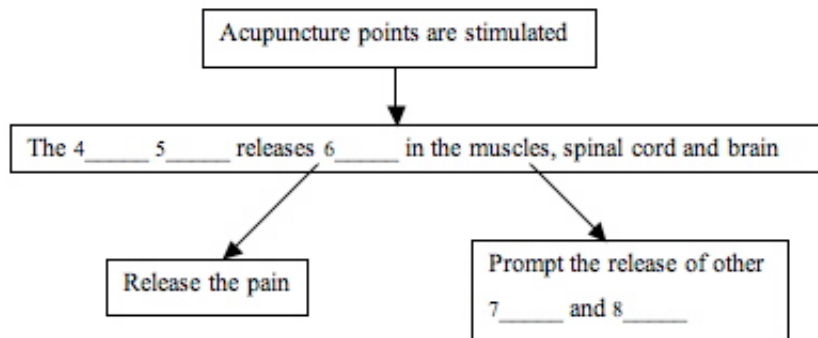 Acupuncture points are stimulated
The 4_____ 5_____ releases 6_____ in the muscles, spinal cord and brain
Release the pain
Prompt the release of other
7_____ and 8_____